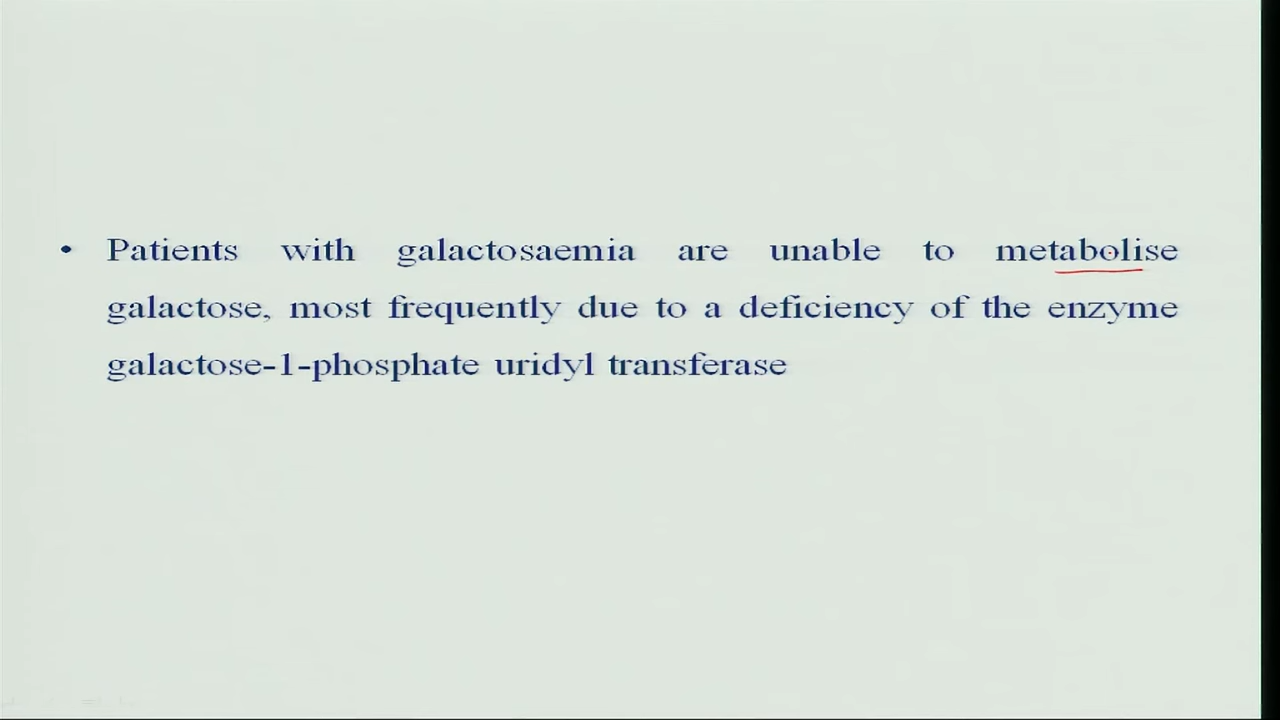 • Patients with galactosaemia are unable to metabolise
galactose, most frequently due to a deficiency of the enzyme
galactose-1-phosphate uridyl transferase